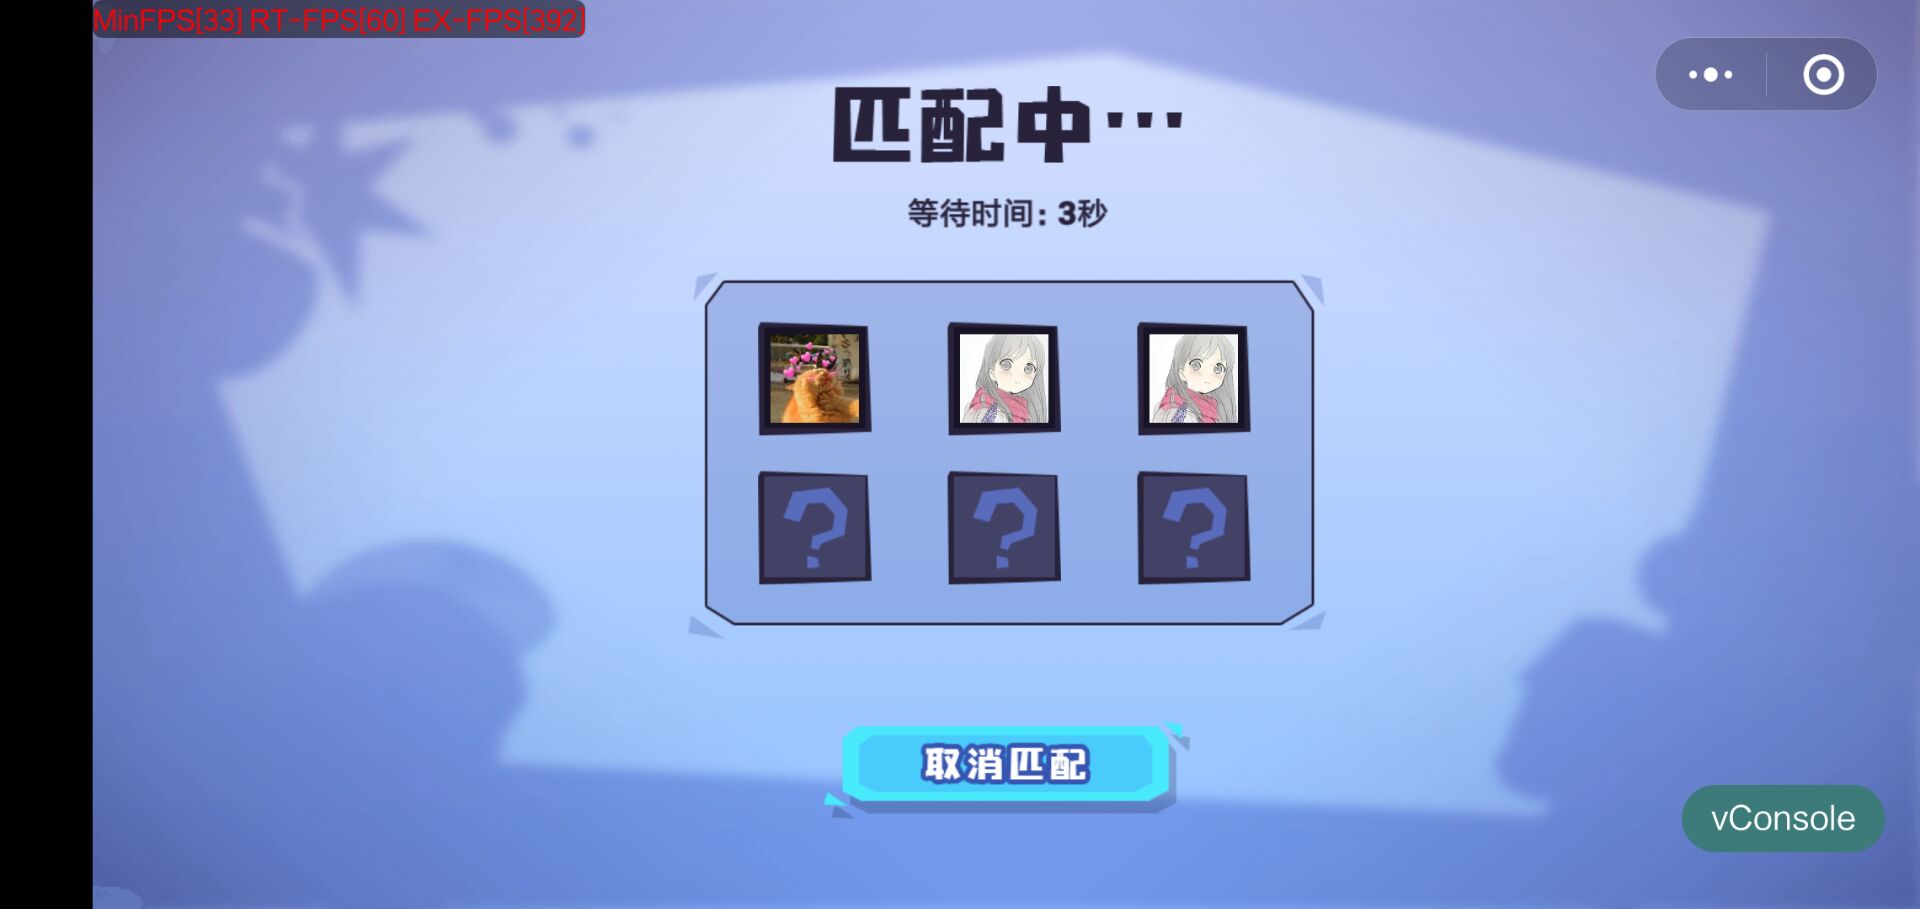 MinFPS[33] RT-FPS[60] EX-FPS[392]
匹配中···
等待时间: 3秒
?
?
?
取消匹配
vConsole